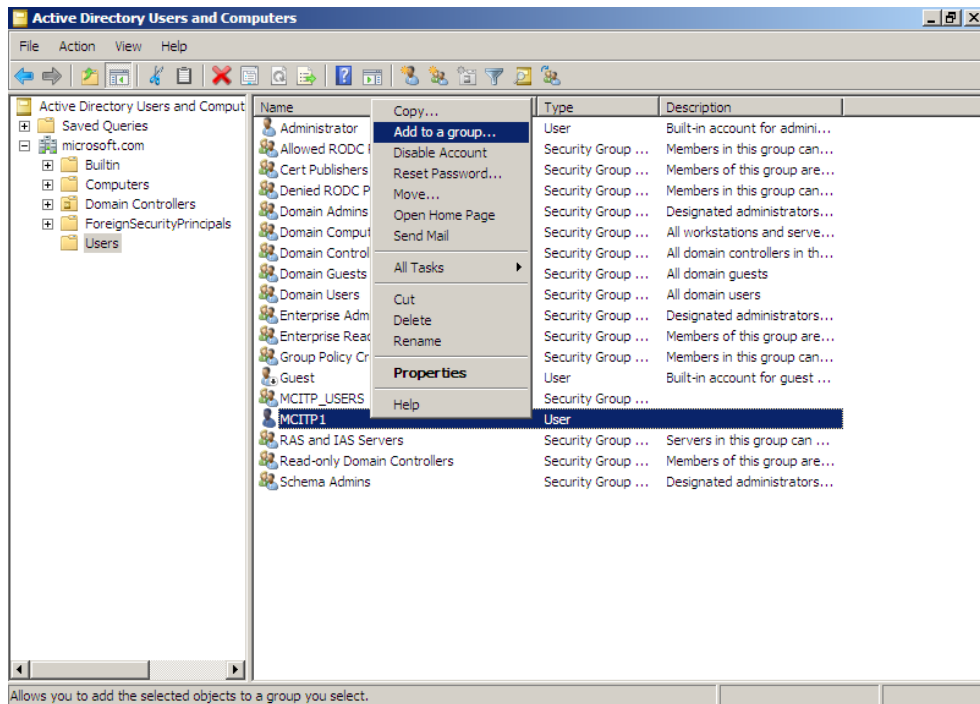 Active Directory Users and Computers
File Action View Help
Active Directory Users and Comput
Saved Queries
microsoft.com
Builtin
Computers
Domain Controllers
ForeignSecurityPrincipals
Users
Name Type Description
Administrator User Built-in account for admini...
Allowed RODC Security Group ... Members in this group can...
Cert Publishers Security Group ... Members of this group are...
Denied RODC P Security Group ... Members in this group can...
Domain Admins Security Group ... Designated administrators...
Domain Comput Security Group ... All workstations and serve...
Domain Control Security Group ... All domain controllers in th...
Domain Guests Security Group ... All domain guests
Domain Users Security Group ... All domain users
Enterprise Adm Security Group ... Designated administrators...
Enterprise Read Security Group ... Members of this group are...
Group Policy Cr Security Group ... Members in this group can...
Guest User Built-in account for guest ...
MCITP_USERS Security Group ...
MCITP1 User
RAS and IAS Servers Security Group ... Servers in this group can ...
Read-only Domain Controllers Security Group ... Members of this group are...
Schema Admins Security Group ... Designated administrators...
Copy...
Add to a group...
Disable Account
Reset Password...
Move...
Open Home Page
Send Mail
All Tasks
Cut
Delete
Rename
Properties
Help
Allows you to add the selected objects to a group you select.